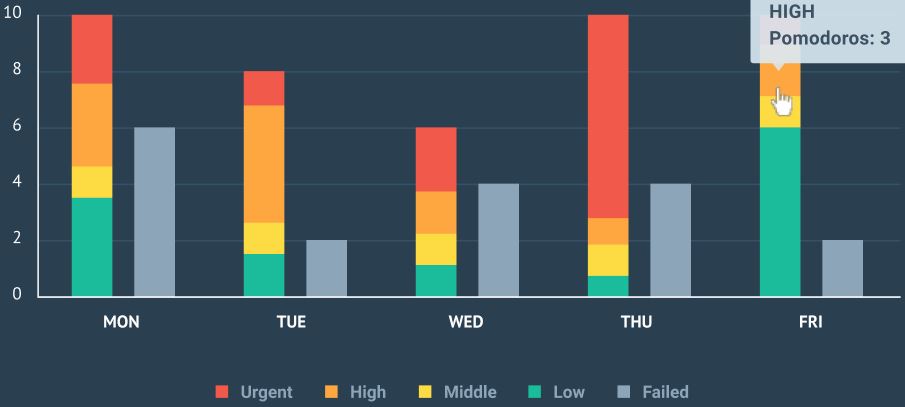 HIGH
Pomodoros: 3
10
8
6
4
2
0
MON TUE WED THU FRI
Urgent High Middle Low Failed